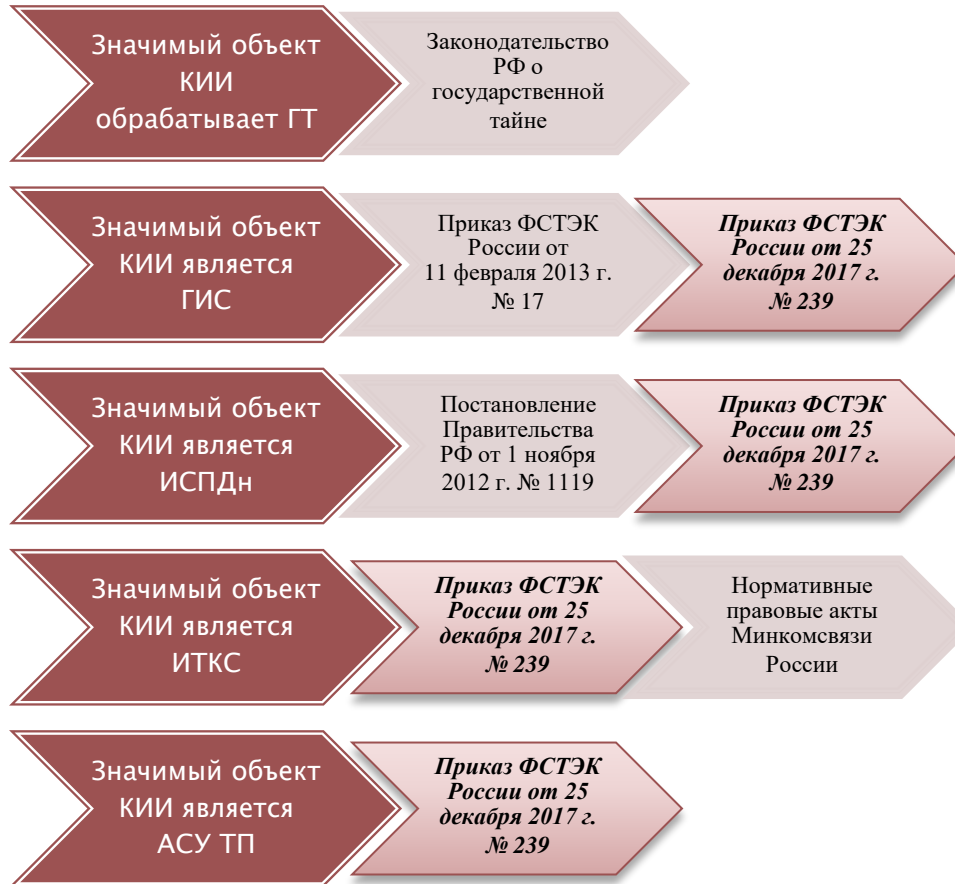 Значимый объект
КИИ
обрабатывает ГТ
Законодательство
РФ о
государственной
тайне
Значимый объект
КИИ является
ГИС
Приказ ФСТЭК
России от
11 февраля 2013 г.
№ 17
Приказ ФСТЭК
России от 25
декабря 2017 г.
№ 239
Значимый объект
КИИ является
ИСПДн
Постановление
Правительства
РФ от 1 ноября
2012 г. № 1119
Приказ ФСТЭК
России от 25
декабря 2017 г.
№ 239
Значимый объект
КИИ является
ИТКС
Приказ ФСТЭК
России от 25
декабря 2017 г.
№ 239
Нормативные
правовые акты
Минкомсвязи
России
Значимый объект
КИИ является
АСУ ТП
Приказ ФСТЭК
России от 25
декабря 2017 г.
№ 239